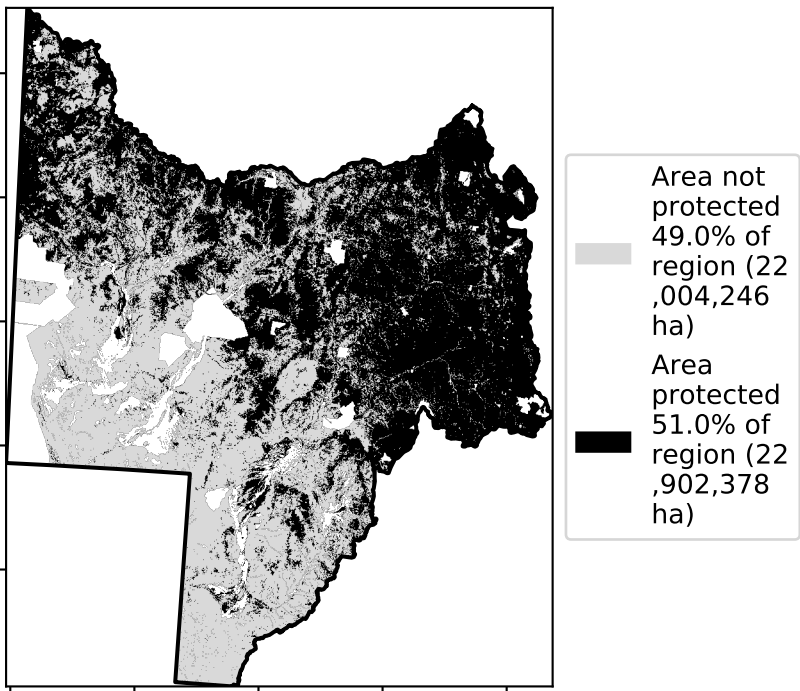 Area not
protected
49.0% of
region (22
,004,246
ha)
Area
protected
51.0% of
region (22
,902,378
ha)